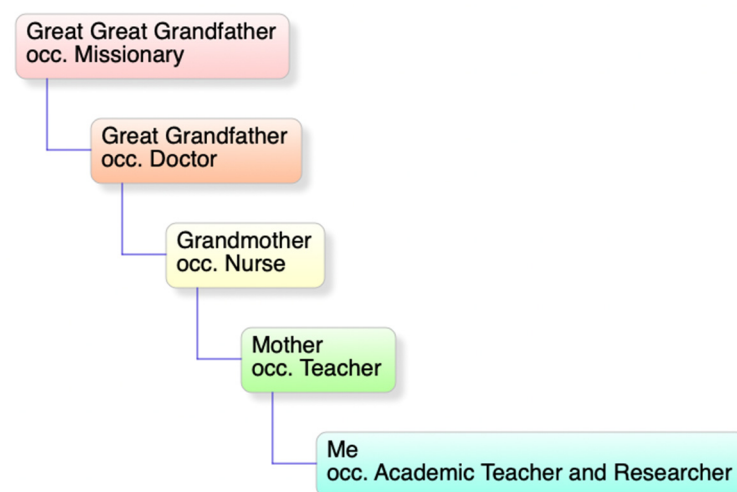 Great Great Grandfather
occ. Missionary
Great Grandfather
occ. Doctor
Grandmother
occ. Nurse
Mother
occ. Teacher
Me
occ. Academic Teacher and Researcher